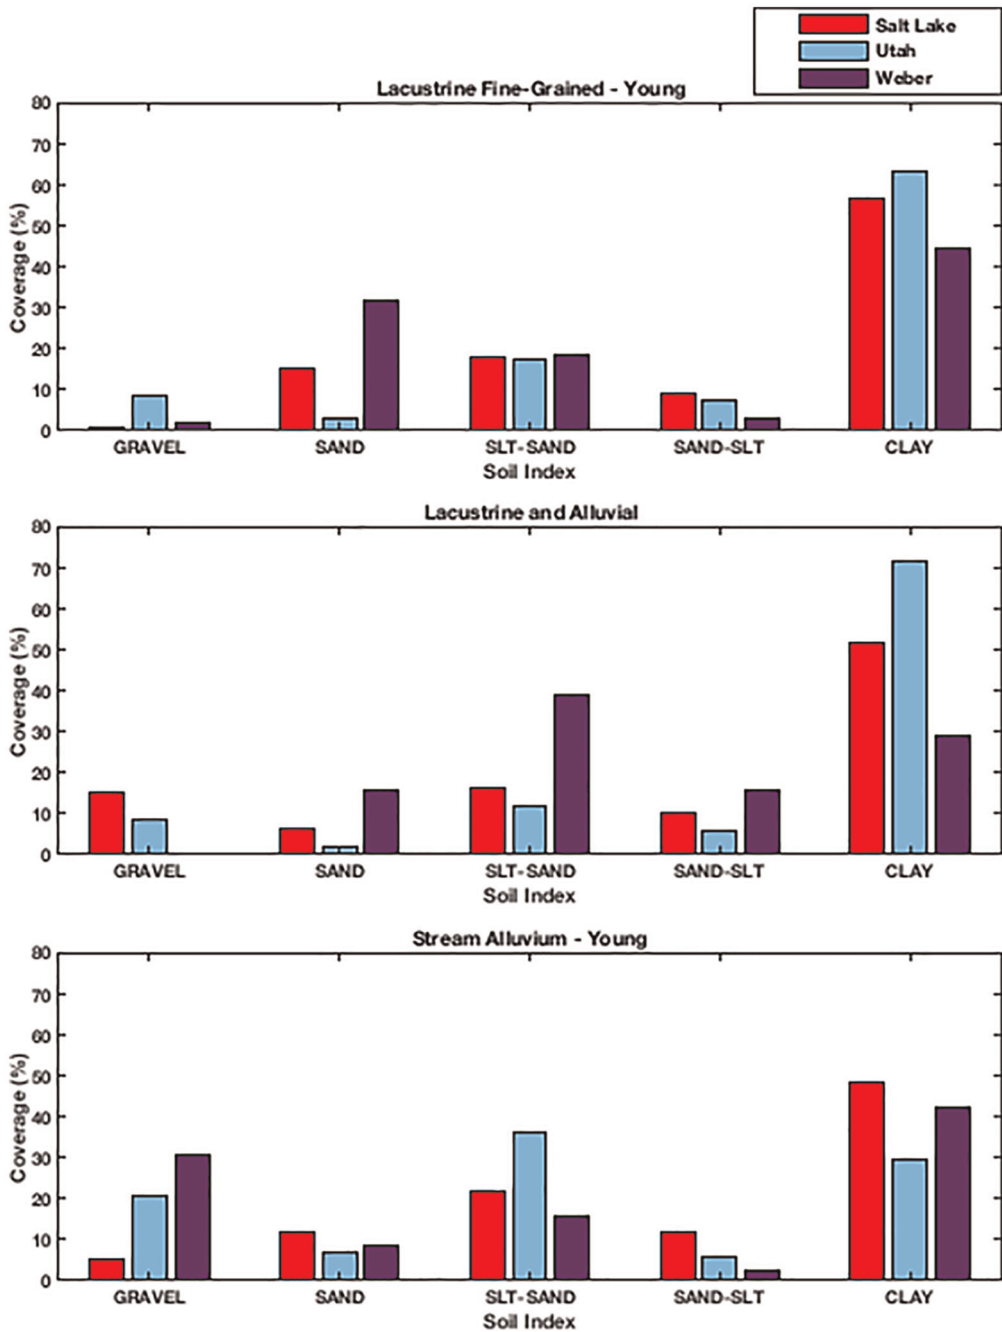 Salt Lake
Utah
Weber
Lacustrine Fine-Grained - Young
80
70
60
50
40
30
20
10
0
Coverage (%)
GRAVEL SAND SLT-SAND SAND-SLT CLAY
Soil Index
Lacustrine and Alluvial
80
70
60
50
40
30
20
10
0
Coverage (%)
GRAVEL SAND SLT-SAND SAND-SLT CLAY
Soil Index
Stream Alluvium - Young
80
70
60
50
40
30
20
10
0
Coverage (%)
GRAVEL SAND SLT-SAND SAND-SLT CLAY
Soil Index